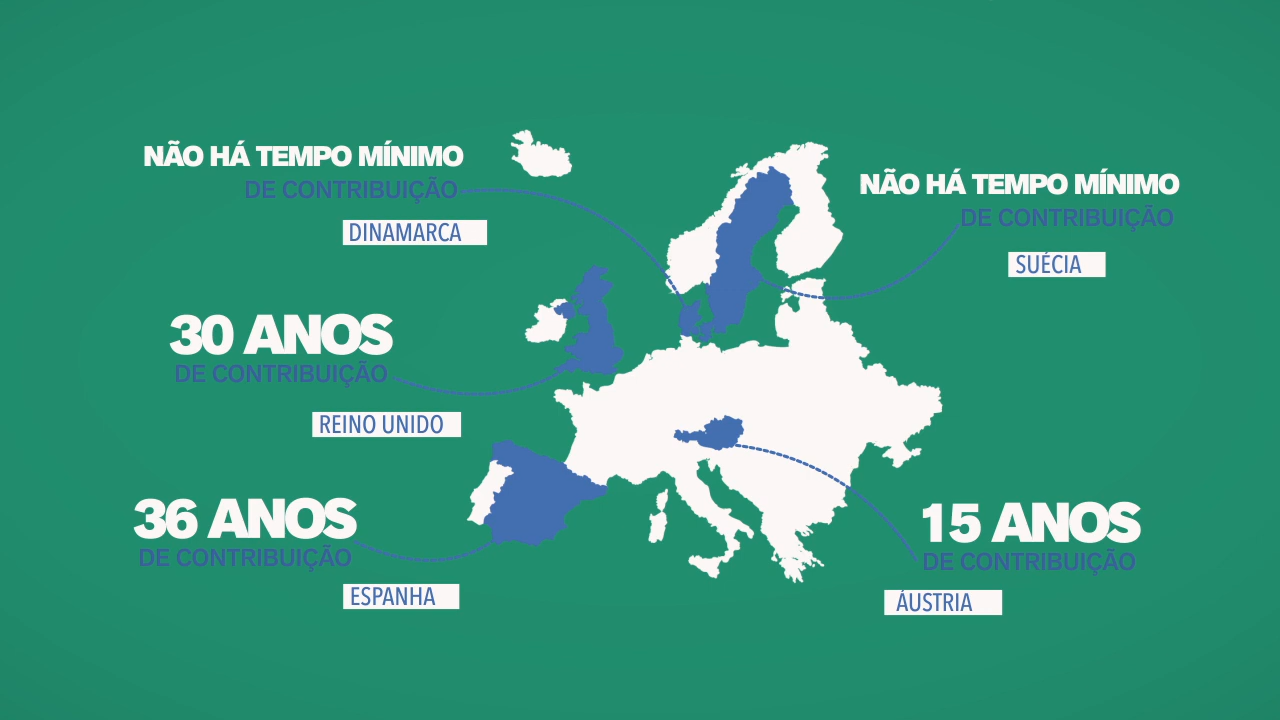 NÃO HÁ TEMPO MÍNIMO
DE CONTRIBUIÇÃO
DINAMARCA
NÃO HÁ TEMPO MÍNIMO
DE CONTRIBUIÇÃO
SUÉCIA
30 ANOS
DE CONTRIBUIÇÃO
REINO UNIDO
36 ANOS
DE CONTRIBUIÇÃO
ESPANHA
15 ANOS
DE CONTRIBUIÇÃO
ÁUSTRIA